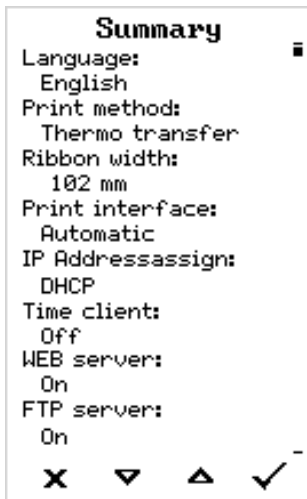 Summary
Language:
English
Print method:
Thermo transfer
Ribbon width:
102 mm
Print interface:
Automatic
IP Addressassign:
DHCP
Time client:
Off
WEB server:
On
FTP server:
On